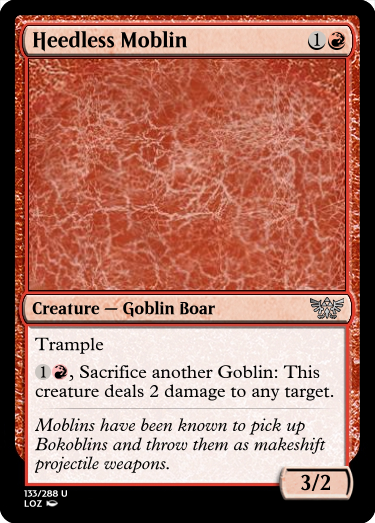 Heedless Moblin 1
Creature — Goblin Boar
Trample
1, Sacrifice another Goblin: This
creature deals 2 damage to any target.
Moblins have been known to pick up
Bokoblins and throw them as makeshift
projectile weapons.
3/2
133/288 U
LOZ